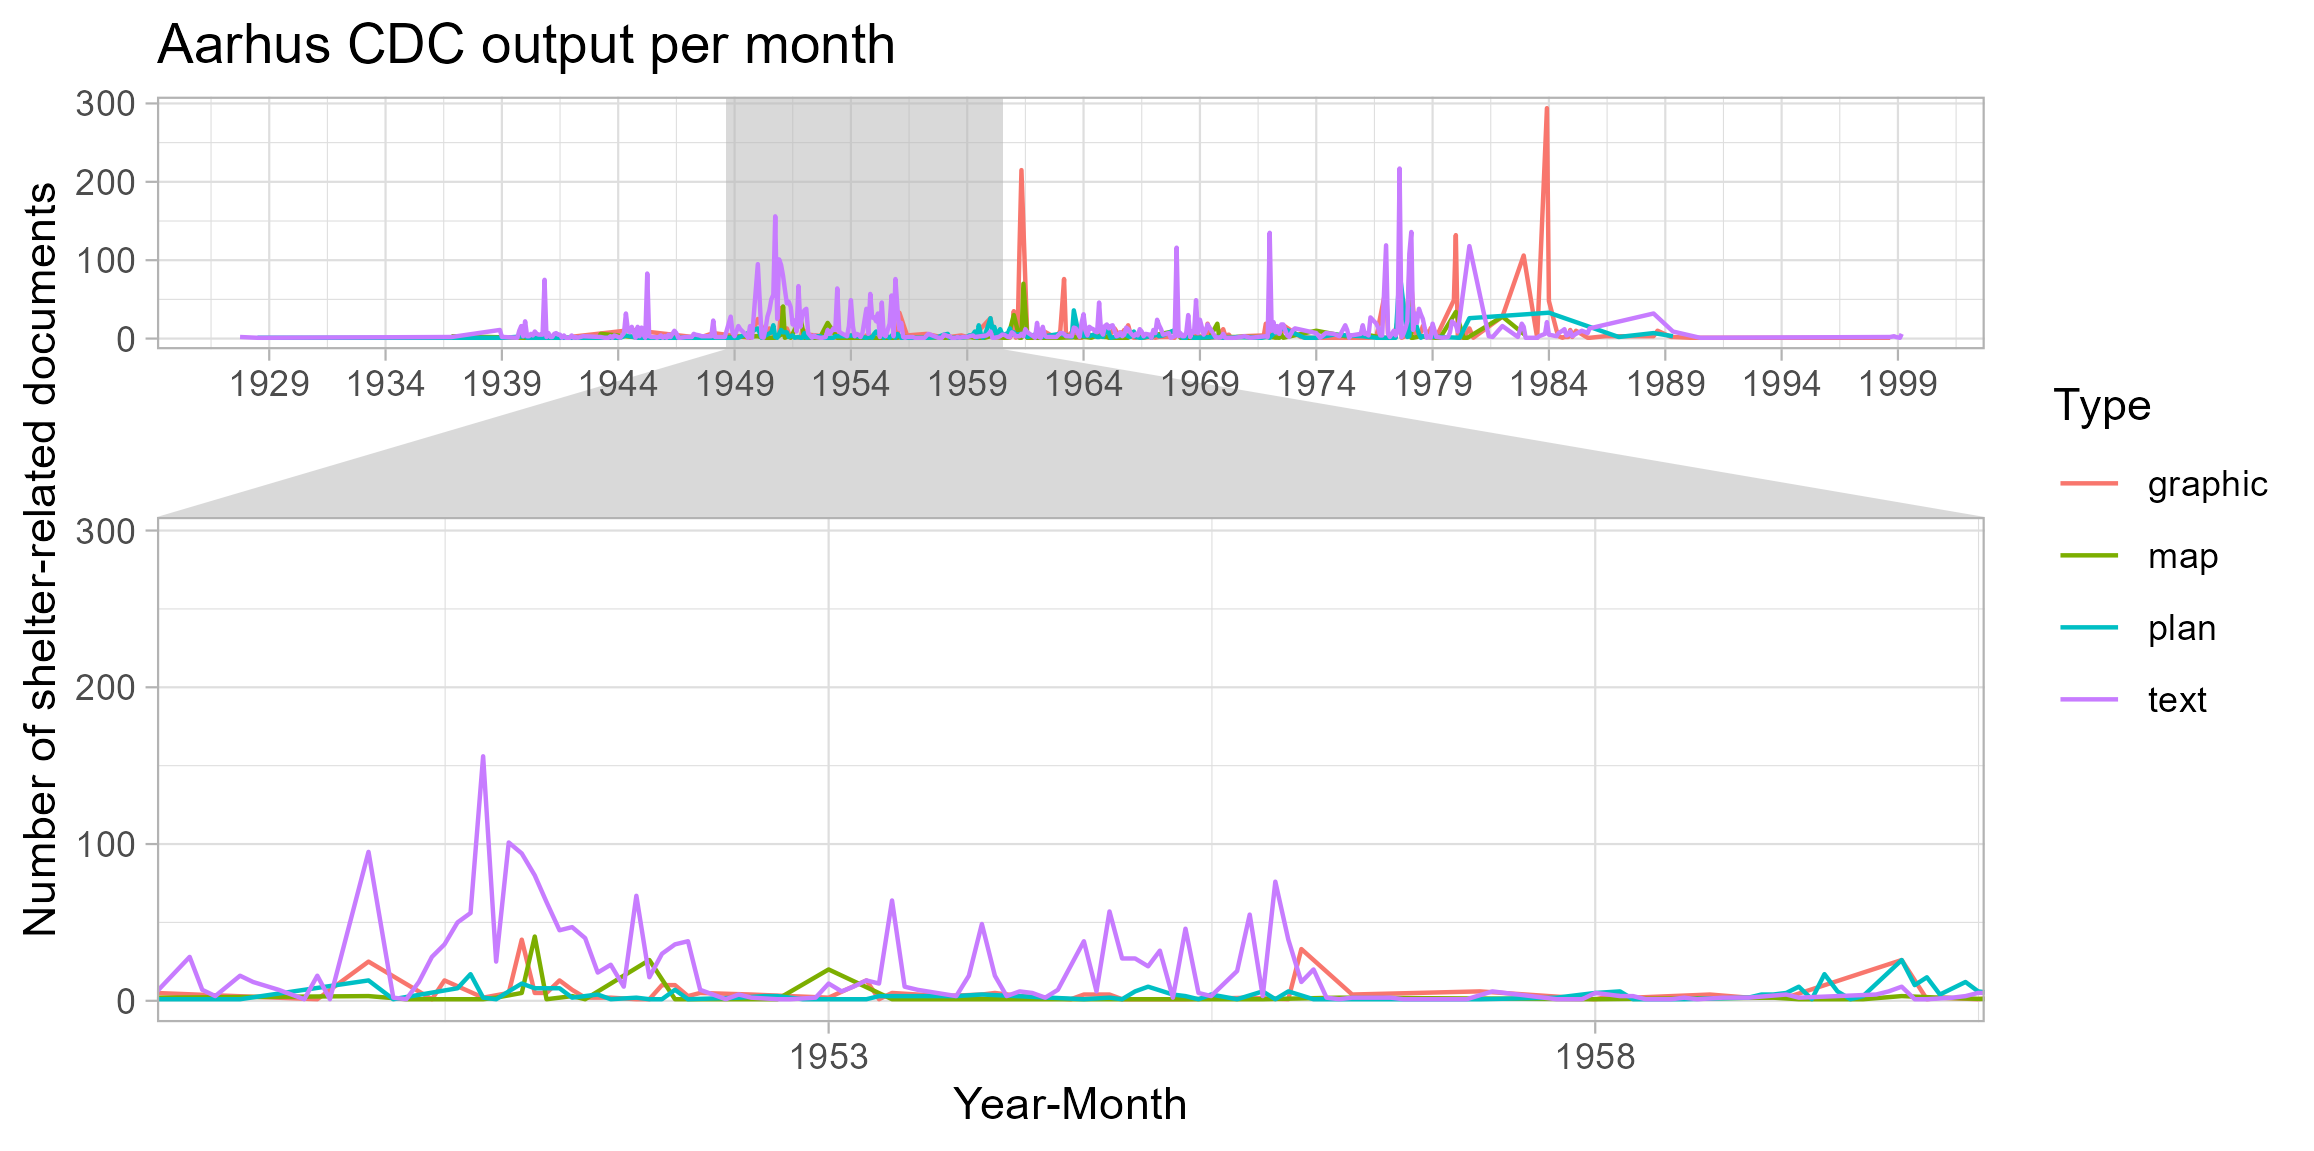 Aarhus CDC output per month
Number of shelter-related documents
300
200
100
0
1929 1934 1939 1944 1949 1954 1959 1964 1969 1974 1979 1984 1989 1994 1999
300
200
100
0
1953 1958
Year-Month
Type
graphic
map
plan
text